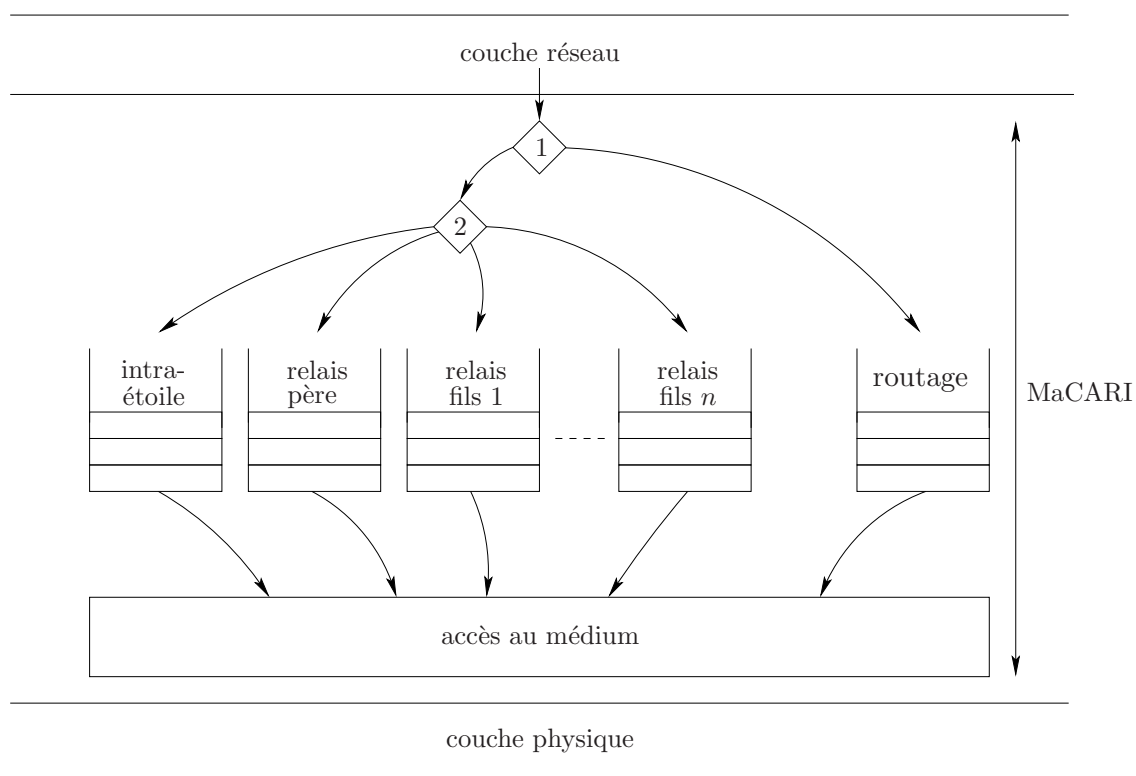 couche réseau
1
2
intra-
étoile
relais
père
relais
fils 1
relais
fils n
routage
MaCARI
accès au médium
couche physique